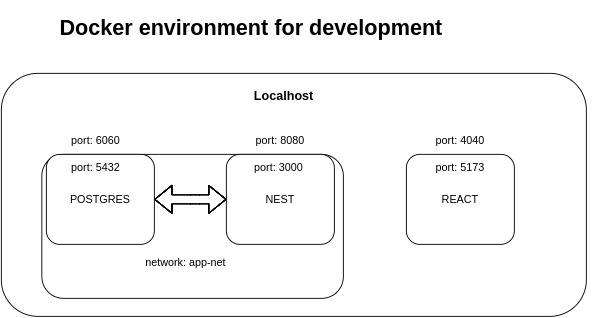 Docker environment for development
Localhost
port: 6060
port: 8080
port: 4040
port: 5432
port: 3000
port: 5173
POSTGRES
NEST
REACT
network: app-net